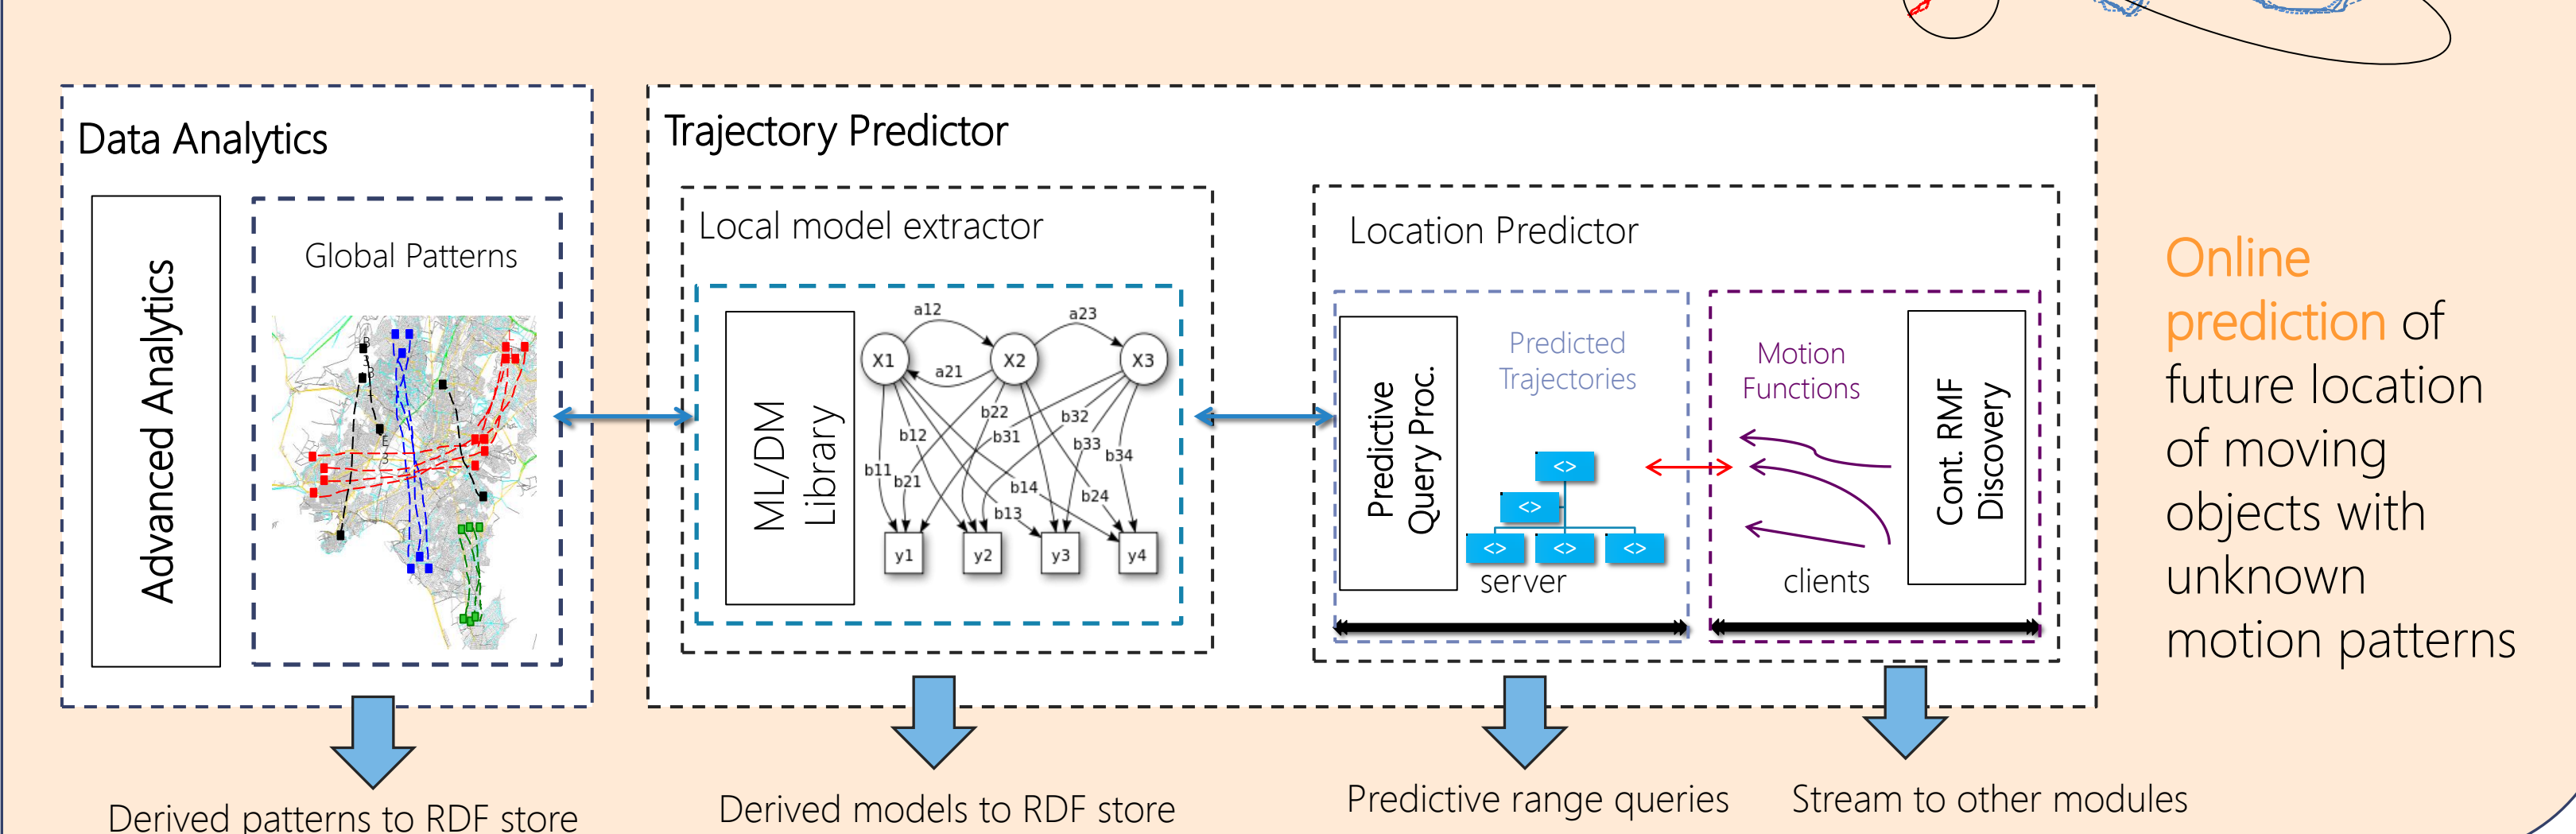 Data Analytics
Advanced Analytics
Global Patterns
Trajectory Predictor
Local model extractor
ML/DM
Library
a12
a23
X1
X2
X3
a21
b22
b32
b12
b31
b33
b34
b11
b21
b14
b24
b13
y1
y2
y3
y4
Location Predictor
Predictive
Query Proc.
Predicted
Trajectories
<>
<>
<>
<>
<>
server
Motion
Functions
clients
Cont. RMF
Discovery
Online
prediction of
future location
of moving
objects with
unknown
motion patterns
Derived patterns to RDF store
Derived models to RDF store
Predictive range queries
Stream to other modules